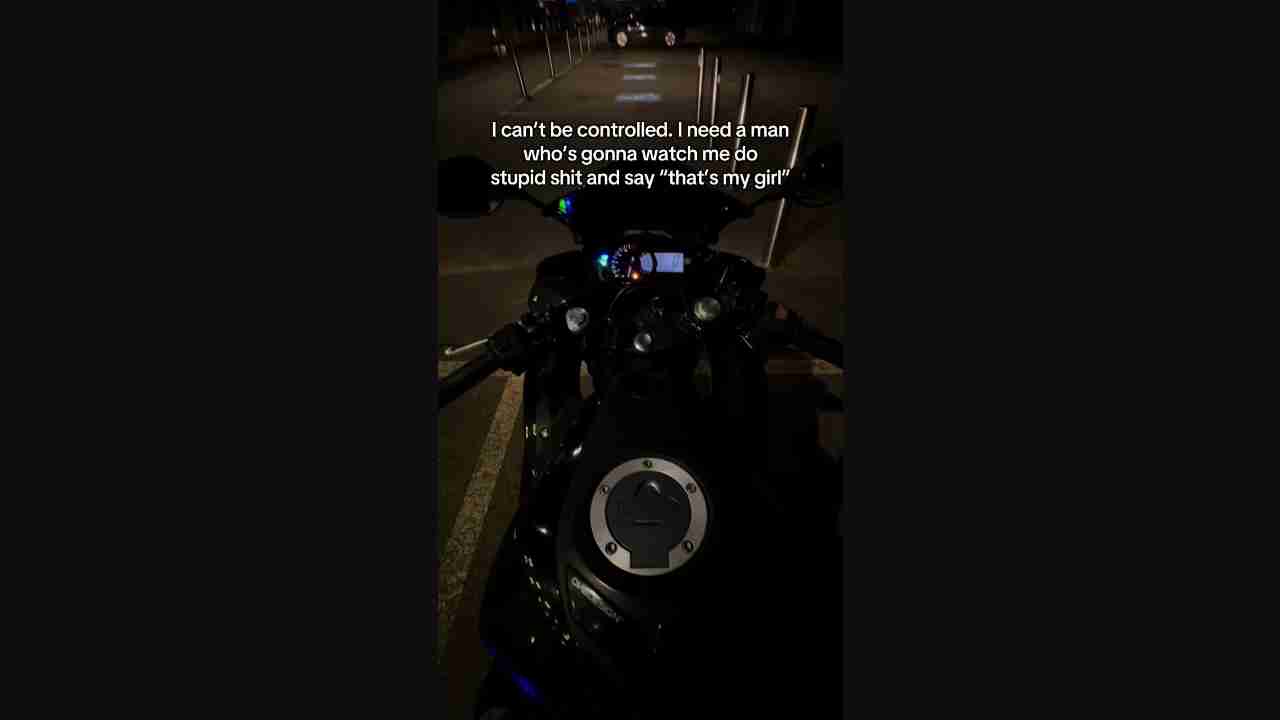 I can’t be controlled. I need a man
who’s gonna watch me do
stupid shit and say “that’s my girl”